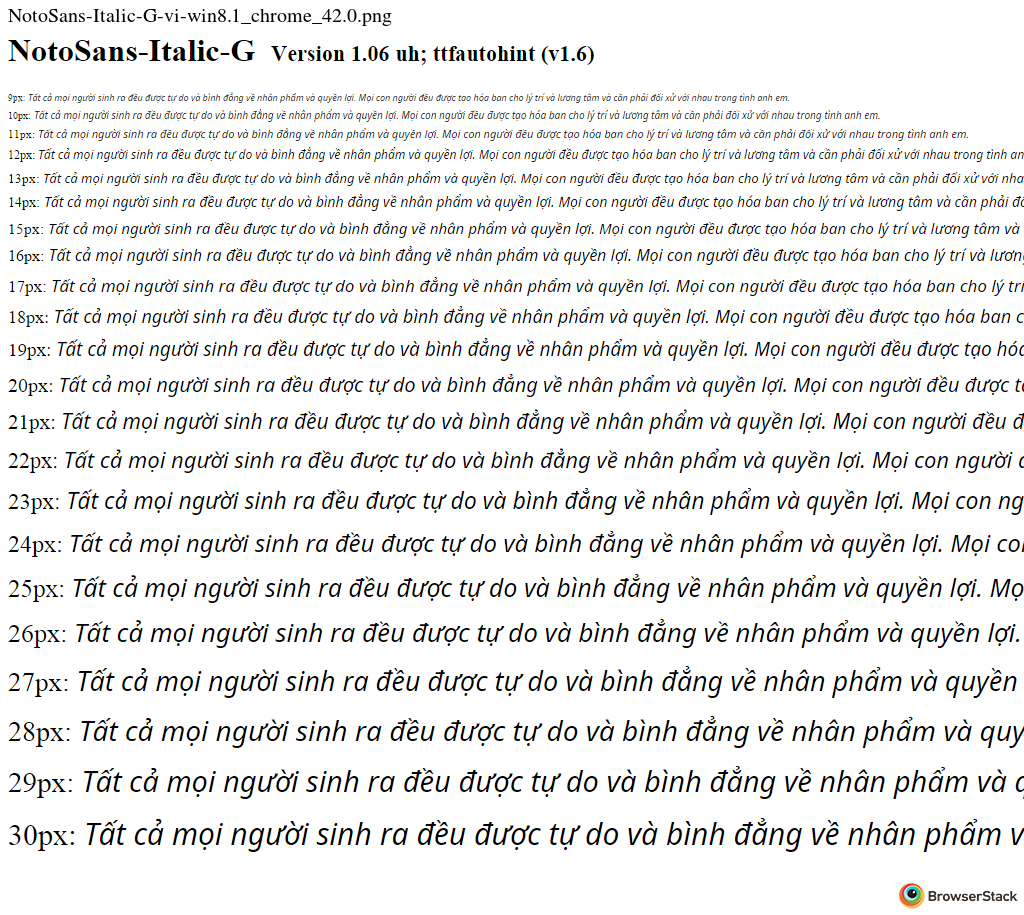 NotoSans-Italic-G-vi-win8.1_chrome_42.0.png
NotoSans-Italic-G Version 1.06 uh; ttfautohint (v1.6)
9px: Tất cả mọi người sinh ra đều được tự do và bình đẳng về nhân phẩm và quyền lợi. Mọi con người đều được tạo hóa ban cho lý trí và lương tâm và cần phải đối xử với nhau trong tình anh em.
10px: Tất cả mọi người sinh ra đều được tự do và bình đẳng về nhân phẩm và quyền lợi. Mọi con người đều được tạo hóa ban cho lý trí và lương tâm và cần phải đối xử với nhau trong tình anh em.
11px: Tất cả mọi người sinh ra đều được tự do và bình đẳng về nhân phẩm và quyền lợi. Mọi con người đều được tạo hóa ban cho lý trí và lương tâm và cần phải đối xử với nhau trong tình anh em.
12px: Tất cả mọi người sinh ra đều được tự do và bình đẳng về nhân phẩm và quyền lợi. Mọi con người đều được tạo hóa ban cho lý trí và lương tâm và cần phải đối xử với nhau trong tình an
13px: Tất cả mọi người sinh ra đều được tự do và bình đẳng về nhân phẩm và quyền lợi. Mọi con người đều được tạo hóa ban cho lý trí và lương tâm và cần phải đối xử với nha
14px: Tất cả mọi người sinh ra đều được tự do và bình đẳng về nhân phẩm và quyền lợi. Mọi con người đều được tạo hóa ban cho lý trí và lương tâm và cần phải đố
15px: Tất cả mọi người sinh ra đều được tự do và bình đẳng về nhân phẩm và quyền lợi. Mọi con người đều được tạo hóa ban cho lý trí và lương tâm và
16px: Tất cả mọi người sinh ra đều được tự do và bình đẳng về nhân phẩm và quyền lợi. Mọi con người đều được tạo hóa ban cho lý trí và lươn
17px: Tất cả mọi người sinh ra đều được tự do và bình đẳng về nhân phẩm và quyền lợi. Mọi con người đều được tạo hóa ban cho lý trí
18px: Tất cả mọi người sinh ra đều được tự do và bình đẳng về nhân phẩm và quyền lợi. Mọi con người đều được tạo hóa ban c
19px: Tất cả mọi người sinh ra đều được tự do và bình đẳng về nhân phẩm và quyền lợi. Mọi con người đều được tạo hóa
20px: Tất cả mọi người sinh ra đều được tự do và bình đẳng về nhân phẩm và quyền lợi. Mọi con người đều được tạ
21px: Tất cả mọi người sinh ra đều được tự do và bình đẳng về nhân phẩm và quyền lợi. Mọi con người đều đ
22px: Tất cả mọi người sinh ra đều được tự do và bình đẳng về nhân phẩm và quyền lợi. Mọi con người đ
23px: Tất cả mọi người sinh ra đều được tự do và bình đẳng về nhân phẩm và quyền lợi. Mọi con ng
24px: Tất cả mọi người sinh ra đều được tự do và bình đẳng về nhân phẩm và quyền lợi. Mọi con
25px: Tất cả mọi người sinh ra đều được tự do và bình đẳng về nhân phẩm và quyền lợi. Mọ
26px: Tất cả mọi người sinh ra đều được tự do và bình đẳng về nhân phẩm và quyền lợi.
27px: Tất cả mọi người sinh ra đều được tự do và bình đẳng về nhân phẩm và quyền
28px: Tất cả mọi người sinh ra đều được tự do và bình đẳng về nhân phẩm và quy
29px: Tất cả mọi người sinh ra đều được tự do và bình đẳng về nhân phẩm và q
30px: Tất cả mọi người sinh ra đều được tự do và bình đẳng về nhân phẩm v
BrowserStack